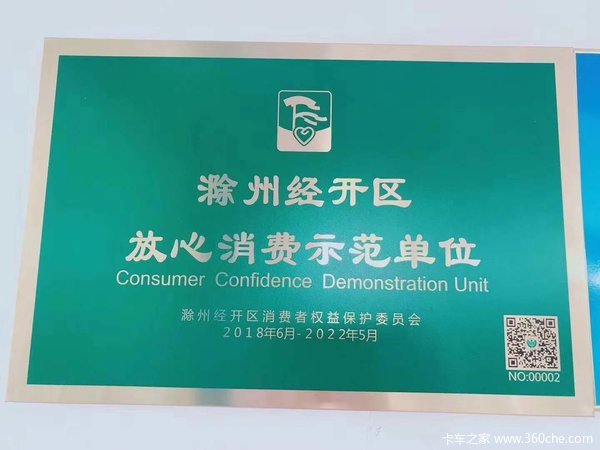 滁州经开区
放心消费示范单位
Consumer Confidence Demonstration Unit
滁州经开区消费者权益保护委员会
2018年6月-2022年5月
NO:00002
卡车之家 www.360che.com